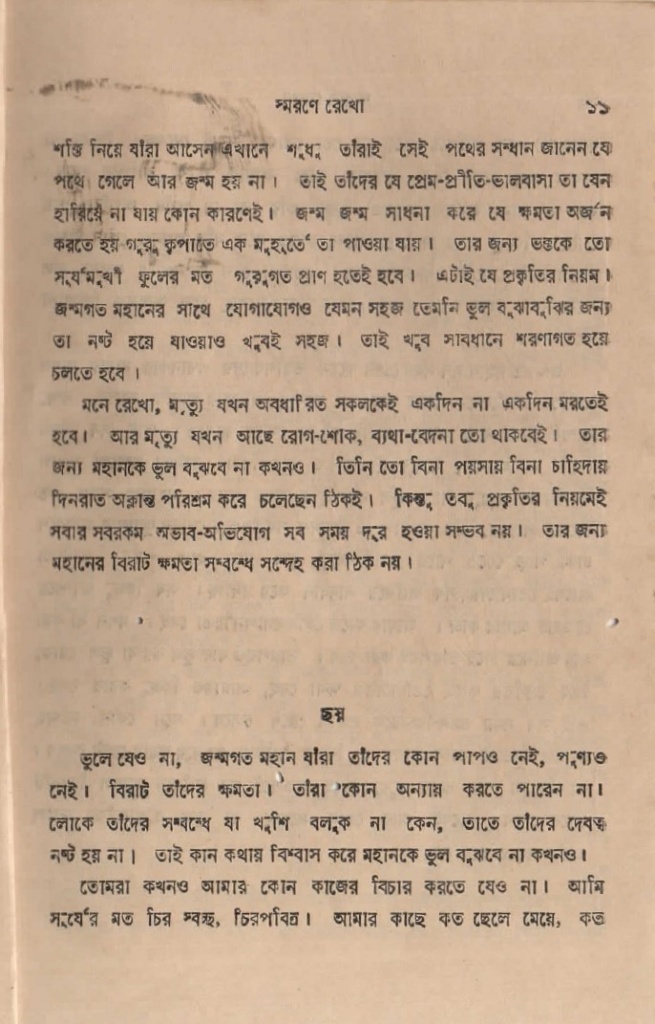 স্মরণে রেখো ১১
শক্তি নিয়ে যাঁরা আসেন এখানে শুধু তাঁরাই সেই পথের সন্ধান জানেন যে
পথে গেলে আর জন্ম হয় না। তাই তাঁদের যে প্রেম-প্রীতি-ভালবাসা তা যেন
হারিয়ে না যায় কোন কারণেই। জন্ম জন্ম সাধনা করে যে ক্ষমতা অর্জন
করতে হয় গুরু কৃপাতে এক মুহূর্তে তা পাওয়া যায়। তার জন্য ভক্তকে তো
সূর্যমুখী ফুলের মত গুরুগত প্রাণ হতেই হবে। এটাই যে প্রকৃতির নিয়ম।
জন্মগত মহানের সাথে যোগাযোগও যেমন সহজ তেমনি ভুল বুঝাবুঝির জন্য
তা নষ্ট হয়ে যাওয়াও খুবই সহজ। তাই খুব সাবধানে শরণাগত হয়ে
চলতে হবে।
মনে রেখো, মৃত্যু যখন অবধারিত সকলকেই একদিন না একদিন মরতেই
হবে। আর মৃত্যু যখন আছে রোগ-শোক, ব্যথা-বেদনা তো থাকবেই। তার
জন্য মহানকে ভুল বুঝবে না কখনও। তিনি তো বিনা পয়সায় বিনা চাহিদায়
দিনরাত অক্লান্ত পরিশ্রম করে চলেছেন ঠিকই। কিন্তু তবু প্রকৃতির নিয়মেই
সবার সবরকম অভাব-অভিযোগ সব সময় দূর হওয়া সম্ভব নয়। তার জন্য
মহানের বিরাট ক্ষমতা সম্বন্ধে সন্দেহ করা ঠিক নয়।
ছয়
ভুলে যেও না, জন্মগত মহান যাঁরা তাঁদের কোন পাপও নেই, পুণ্যও
নেই। বিরাট তাঁদের ক্ষমতা। তাঁরা কোন অন্যায় করতে পারেন না।
লোকে তাঁদের সম্বন্ধে যা খুশি বলুক না কেন, তাতে তাঁদের দেবত্ব
নষ্ট হয় না। তাই কান কথায় বিশ্বাস করে মহানকে ভুল বুঝবে না কখনও।
তোমরা কখনও আমার কোন কাজের বিচার করতে যেও না। আমি
সূর্যের মত চির স্বচ্ছ, চিরপবিত্র। আমার কাছে কত ছেলে মেয়ে, কত